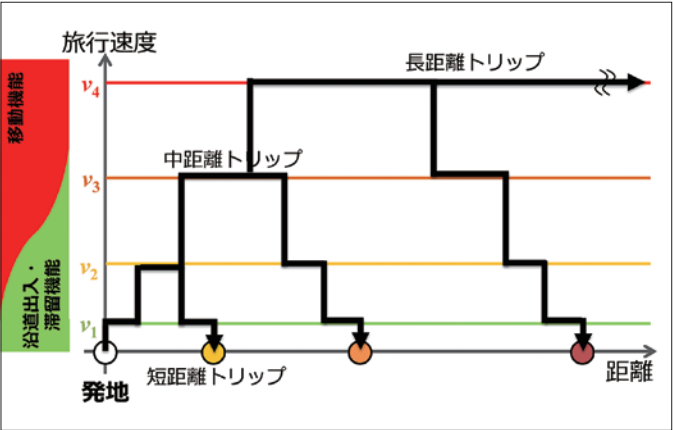 旅行速度
長距離トリップ
v4
移動機能
中距離トリップ
v3
v2
沿道出入・
滞留機能
v1
短距離トリップ
距離
発地